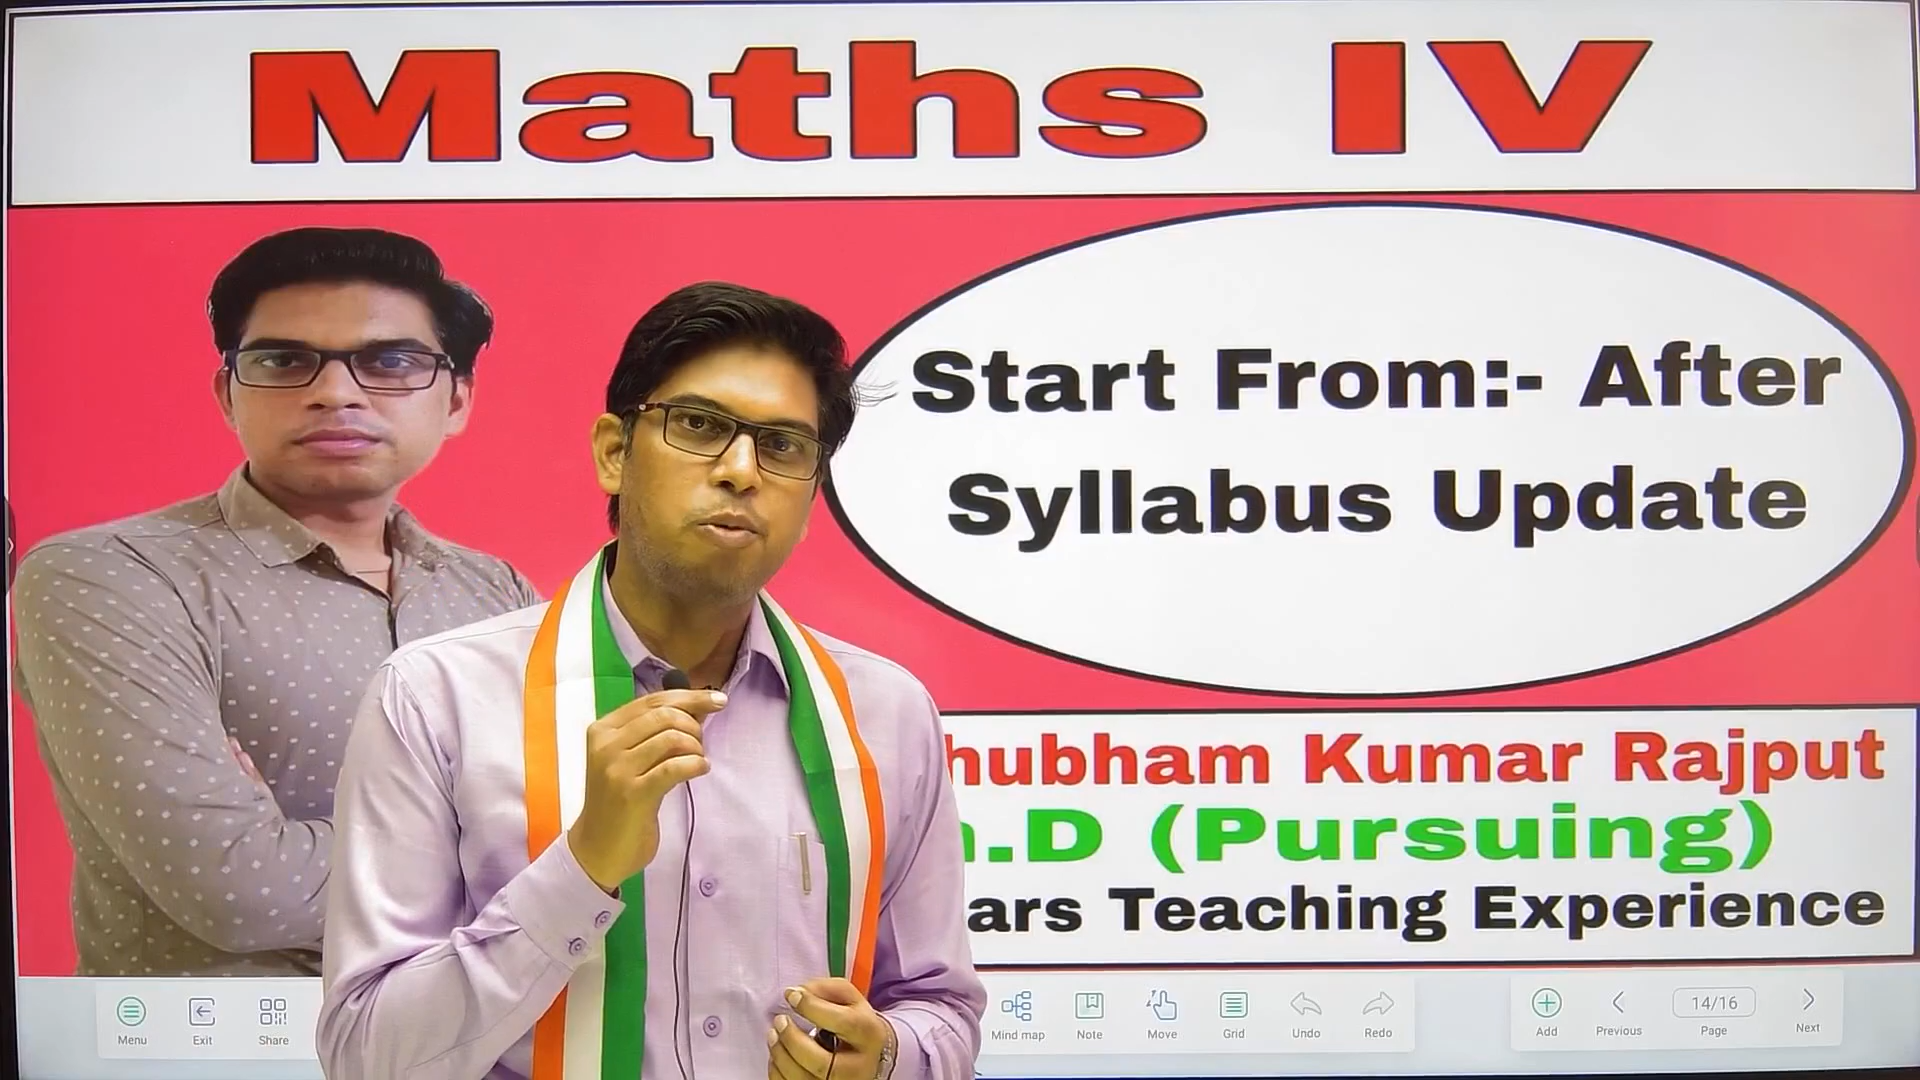 Maths IV
Start From:- After
Syllabus Update
hubham Kumar Rajput
.D (Pursuing)
ars Teaching Experience
Menu
Exit
Share
Mind map
Note
Move
Grid
Undo
Redo
Add
Previous
14/16
Page
Next